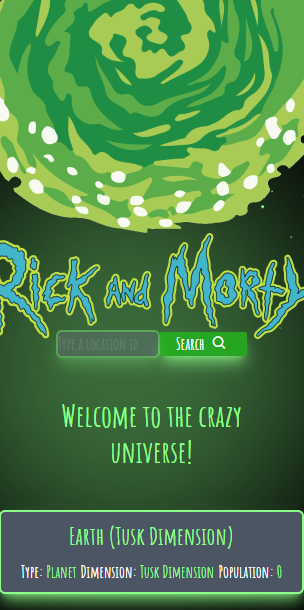 Rick and Morty
Type a location id ...
Search
Welcome to the crazy
universe!
Earth (Tusk Dimension)
Type: Planet Dimension: Tusk Dimension Population: 0